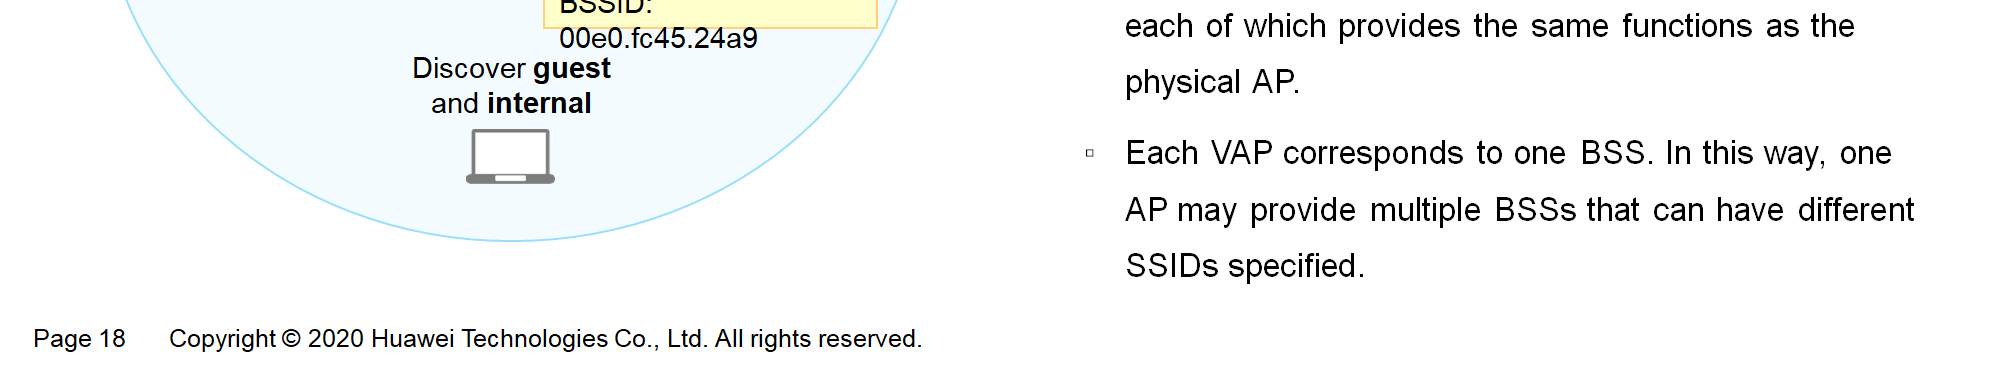 BSSID:
00e0.fc45.24a9
Discover guest
and internal
each of which provides the same functions as the
physical AP.
Each VAP corresponds to one BSS. In this way, one
AP may provide multiple BSSs that can have different
SSIDs specified.
Page 18 Copyright © 2020 Huawei Technologies Co., Ltd. All rights reserved.